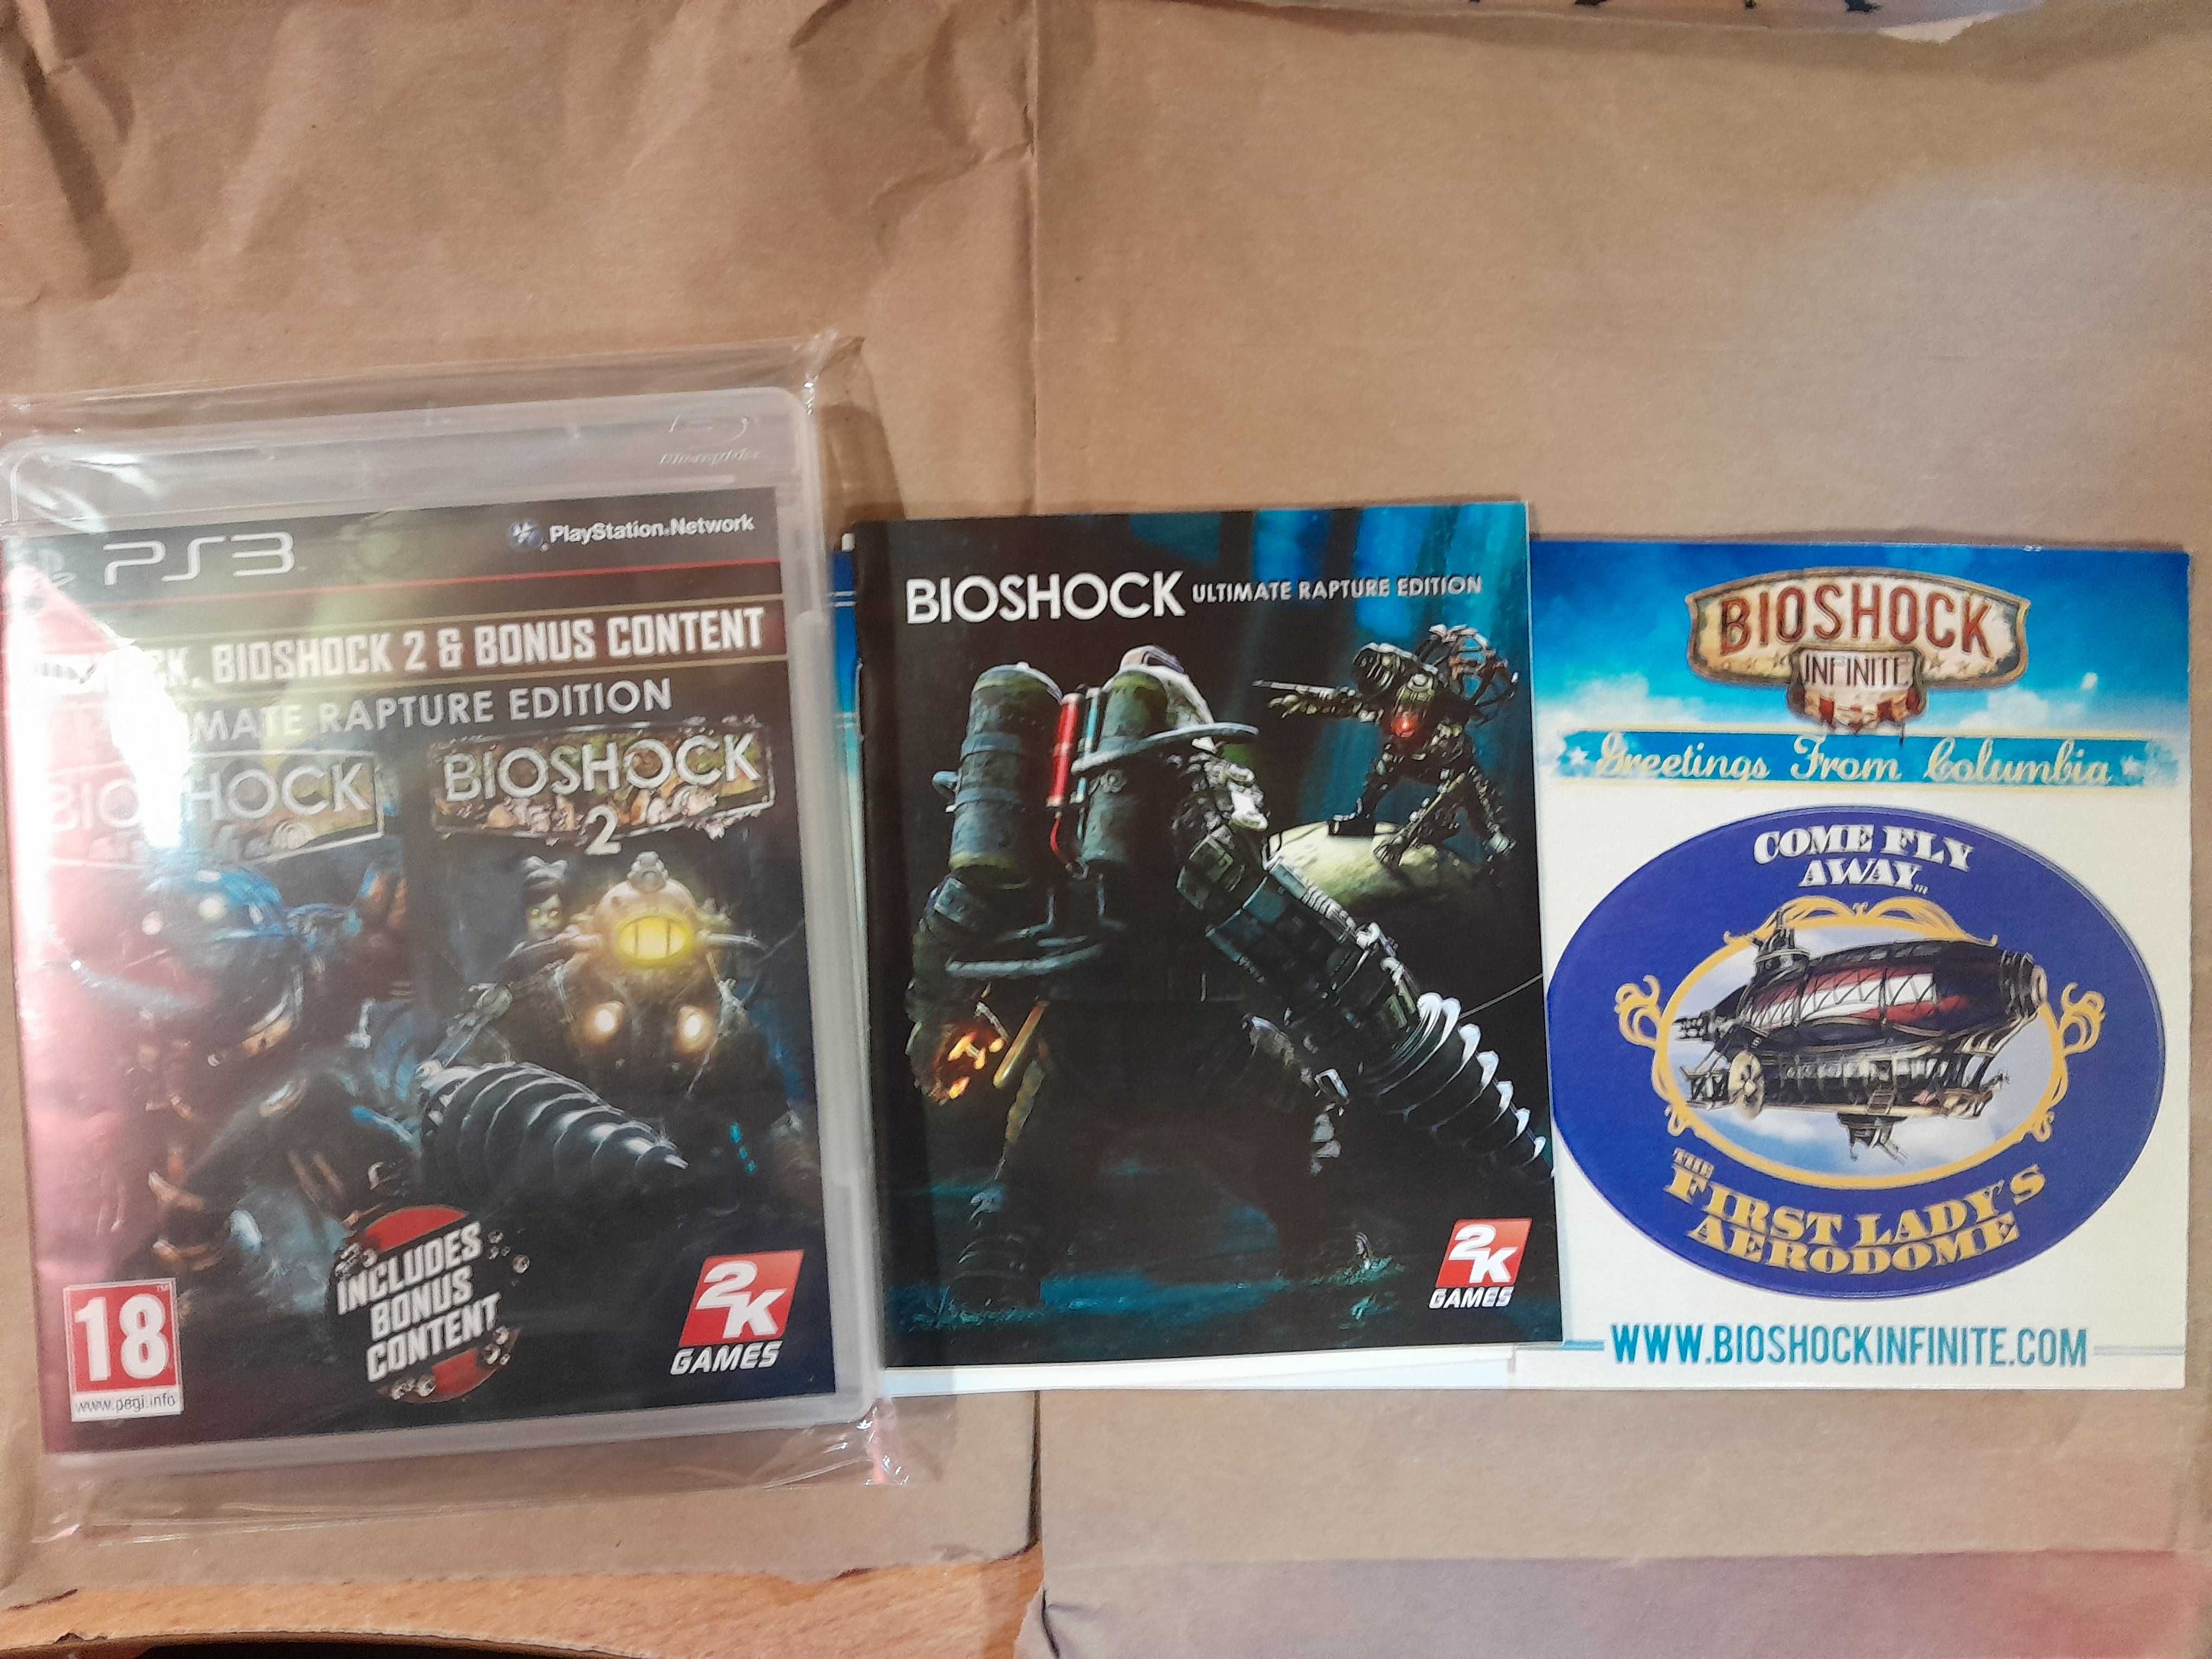 PS3
PlayStation Network
BIOSHOCK 2 & BONUS CONTENT
RAPTURE EDITION
BIOSHOCK
BIOSHOCK
2
INCLUDES
BONUS
CONTENT
18
www.pegi.info
2K
GAMES
BIOSHOCK ULTIMATE RAPTURE EDITION
2K
GAMES
BIOSHOCK
INFINITE
Greetings From Columbia
COME FLY
AWAY...
THE
FIRST LADY'S
AERODOME
WWW.BIOSHOCKINFINITE.COM